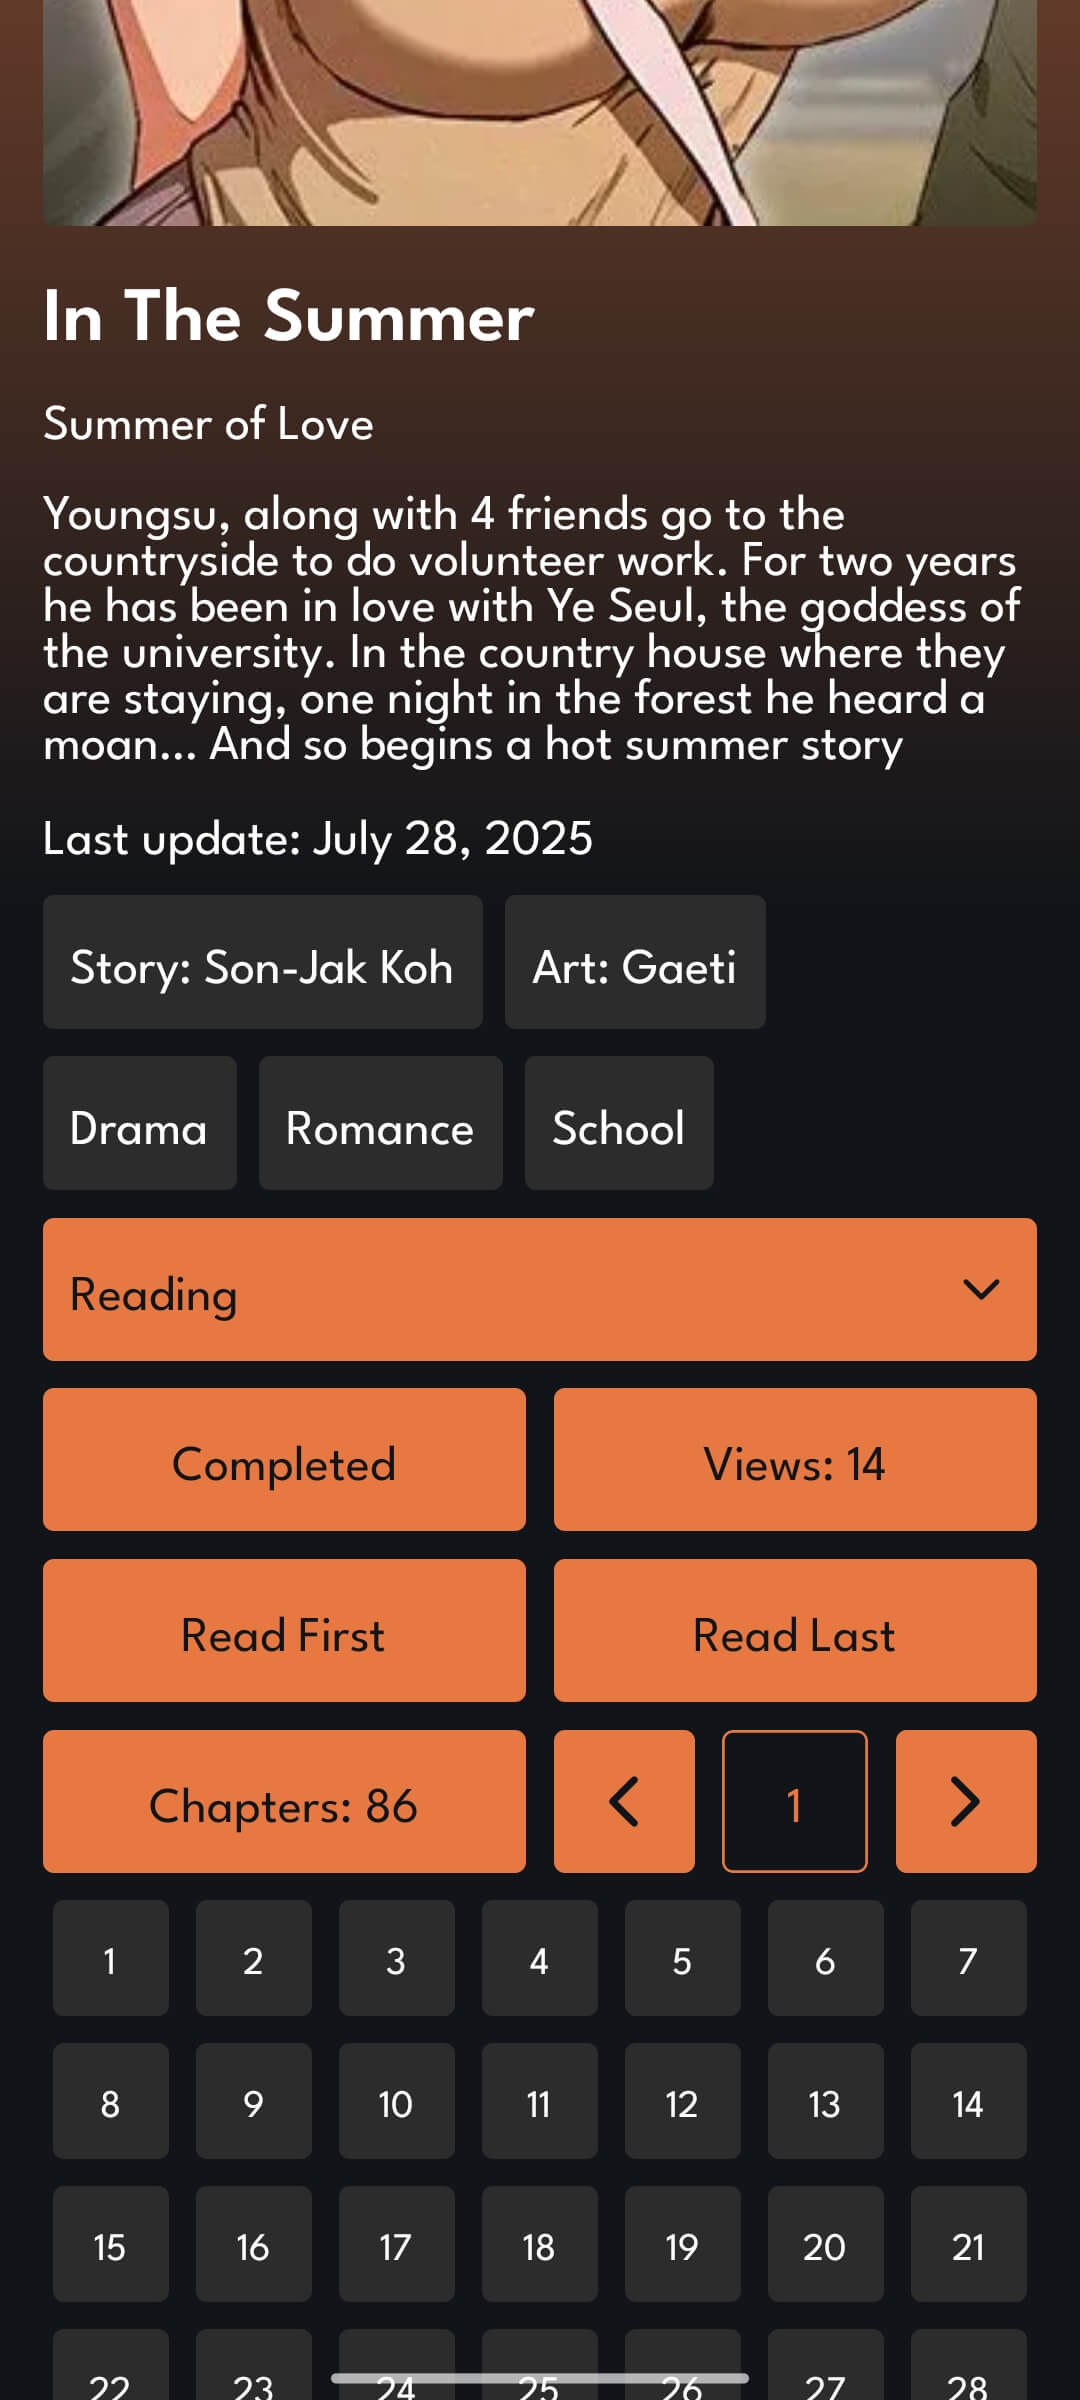 In The Summer
Summer of Love
Youngsu, along with 4 friends go to the
countryside to do volunteer work. For two years
he has been in love with Ye Seul, the goddess of
the university. In the country house where they
are staying, one night in the forest he heard a
moan... And so begins a hot summer story
Last update: July 28, 2025
Story: Son-Jak Koh Art: Gaeti
Drama Romance School
Reading
Completed Views: 14
Read First Read Last
Chapters: 86 1
1 2 3 4 5 6 7
8 9 10 11 12 13 14
15 16 17 18 19 20 21
22 23 24 25 26 27 28